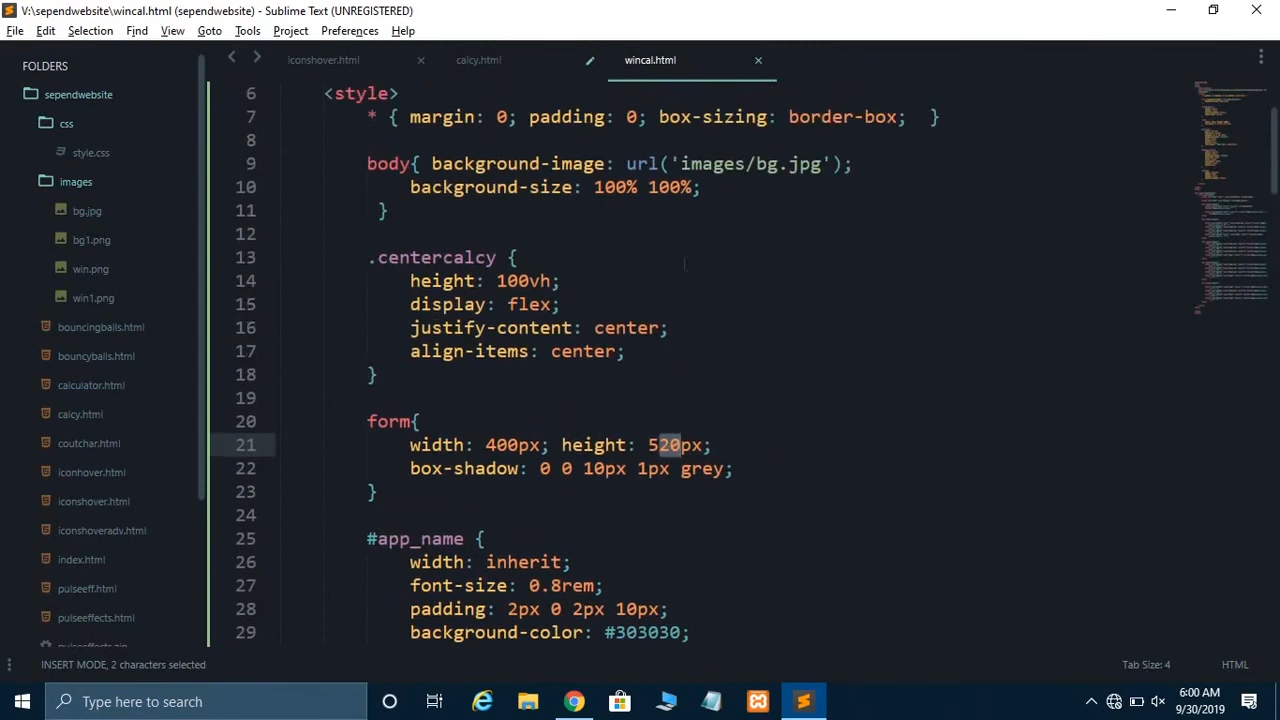 V:\sependwebsite\wincal.html (sependwebsite) - Sublime Text (UNREGISTERED)
File Edit Selection Find View Goto Tools Project Preferences Help
FOLDERS
sependwebsite
css
style.css
images
bg.jpg
bg1.png
win.png
win1.png
bouncingballs.html
bouncyballs.html
calculator.html
calcy.html
coutchar.html
iconhover.html
iconshover.html
iconshoveradv.html
index.html
pulseeff.html
pulseeffects.html
pulseeffects.zip
iconshover.html calcy.html wincal.html
6 <style>
7 * { margin: 0; padding: 0; box-sizing: border-box; }
8
9 body{ background-image: url('images/bg.jpg');
10 background-size: 100% 100%;
11 }
12
13 .centercalcy {
14 height: 100vh;
15 display: flex;
16 justify-content: center;
17 align-items: center;
18 }
19
20 form{
21 width: 400px; height: 520px;
22 box-shadow: 0 0 10px 1px grey;
23 }
24
25 #app_name {
26 width: inherit;
27 font-size: 0.8rem;
28 padding: 2px 0 2px 10px;
29 background-color: #303030;
INSERT MODE, 2 characters selected Tab Size: 4 HTML
Type here to search
6:00 AM
9/30/2019